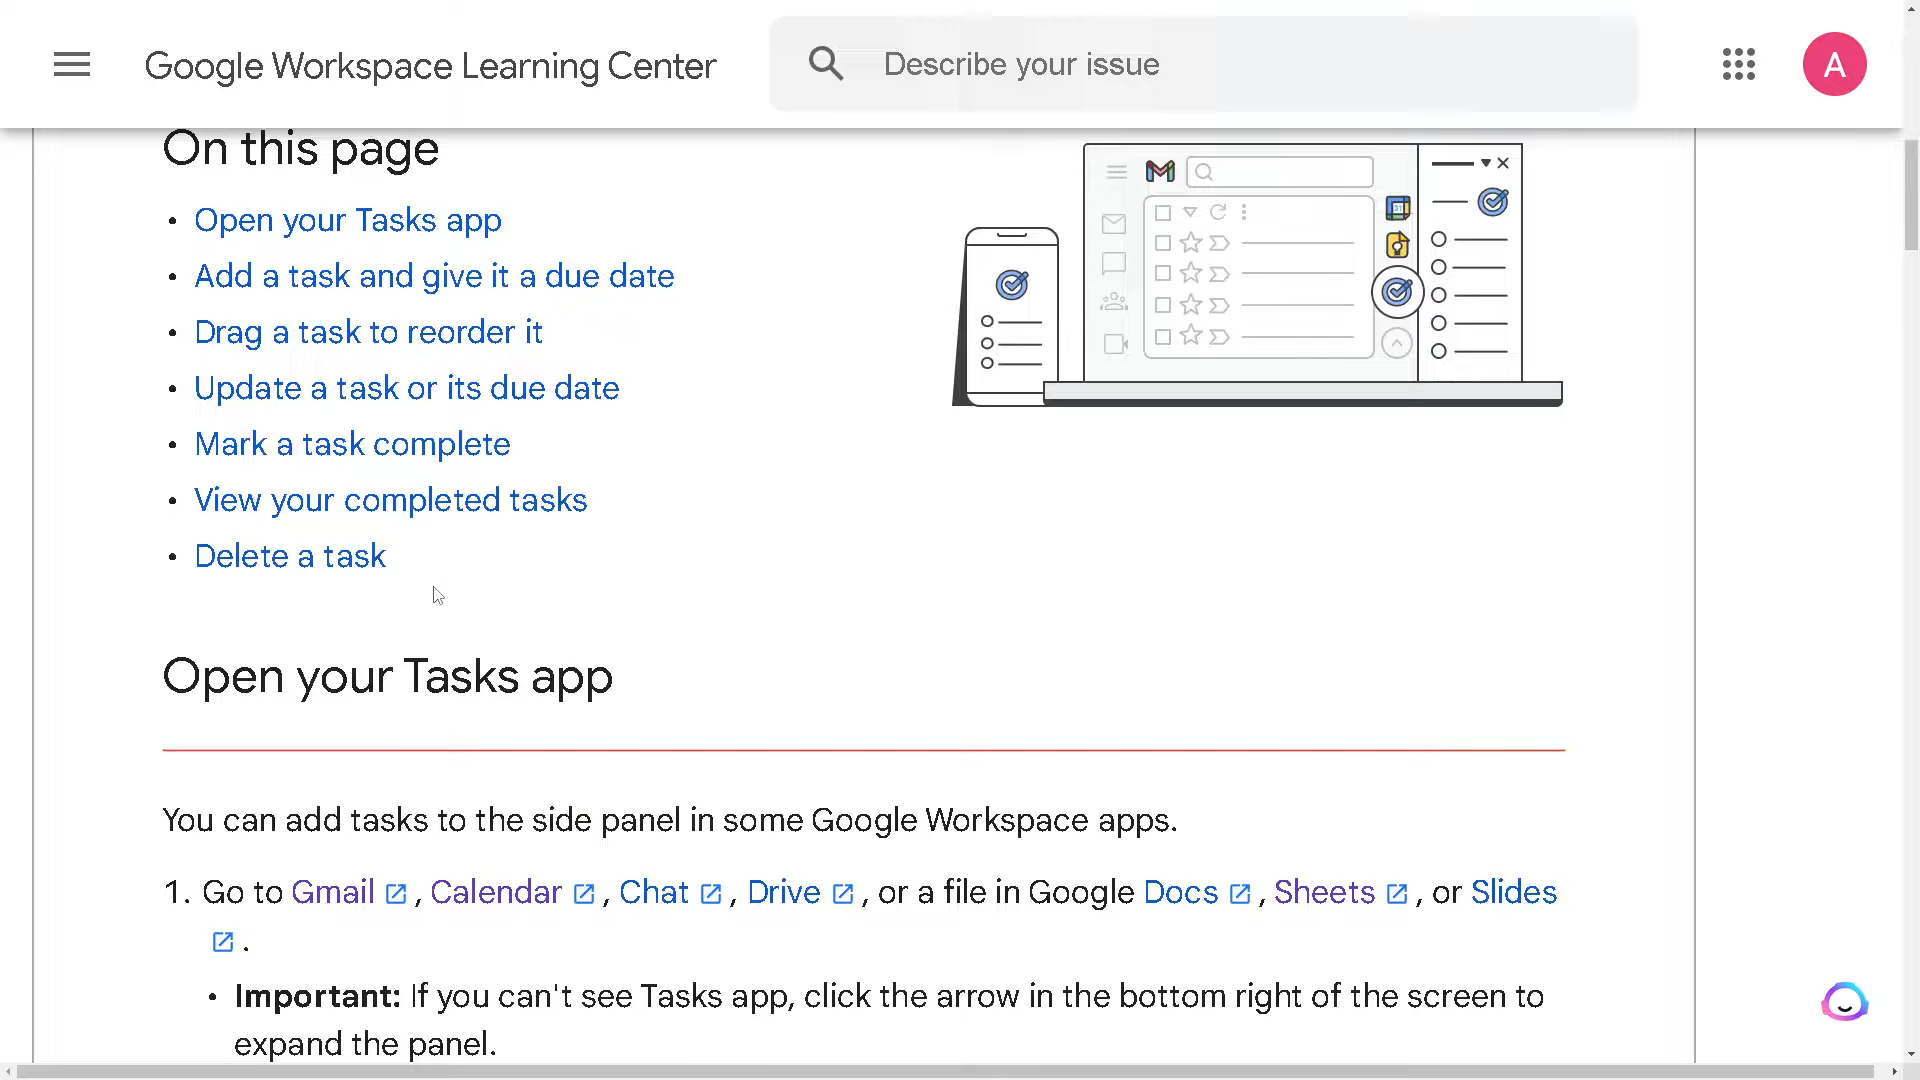 Google Workspace Learning Center
Describe your issue
A
On this page
• Open your Tasks app
• Add a task and give it a due date
• Drag a task to reorder it
• Update a task or its due date
• Mark a task complete
• View your completed tasks
• Delete a task
31
Open your Tasks app
You can add tasks to the side panel in some Google Workspace apps.
1. Go to Gmail , Calendar , Chat , Drive , or a file in Google Docs , Sheets , or Slides
.
• Important: If you can't see Tasks app, click the arrow in the bottom right of the screen to
expand the panel.